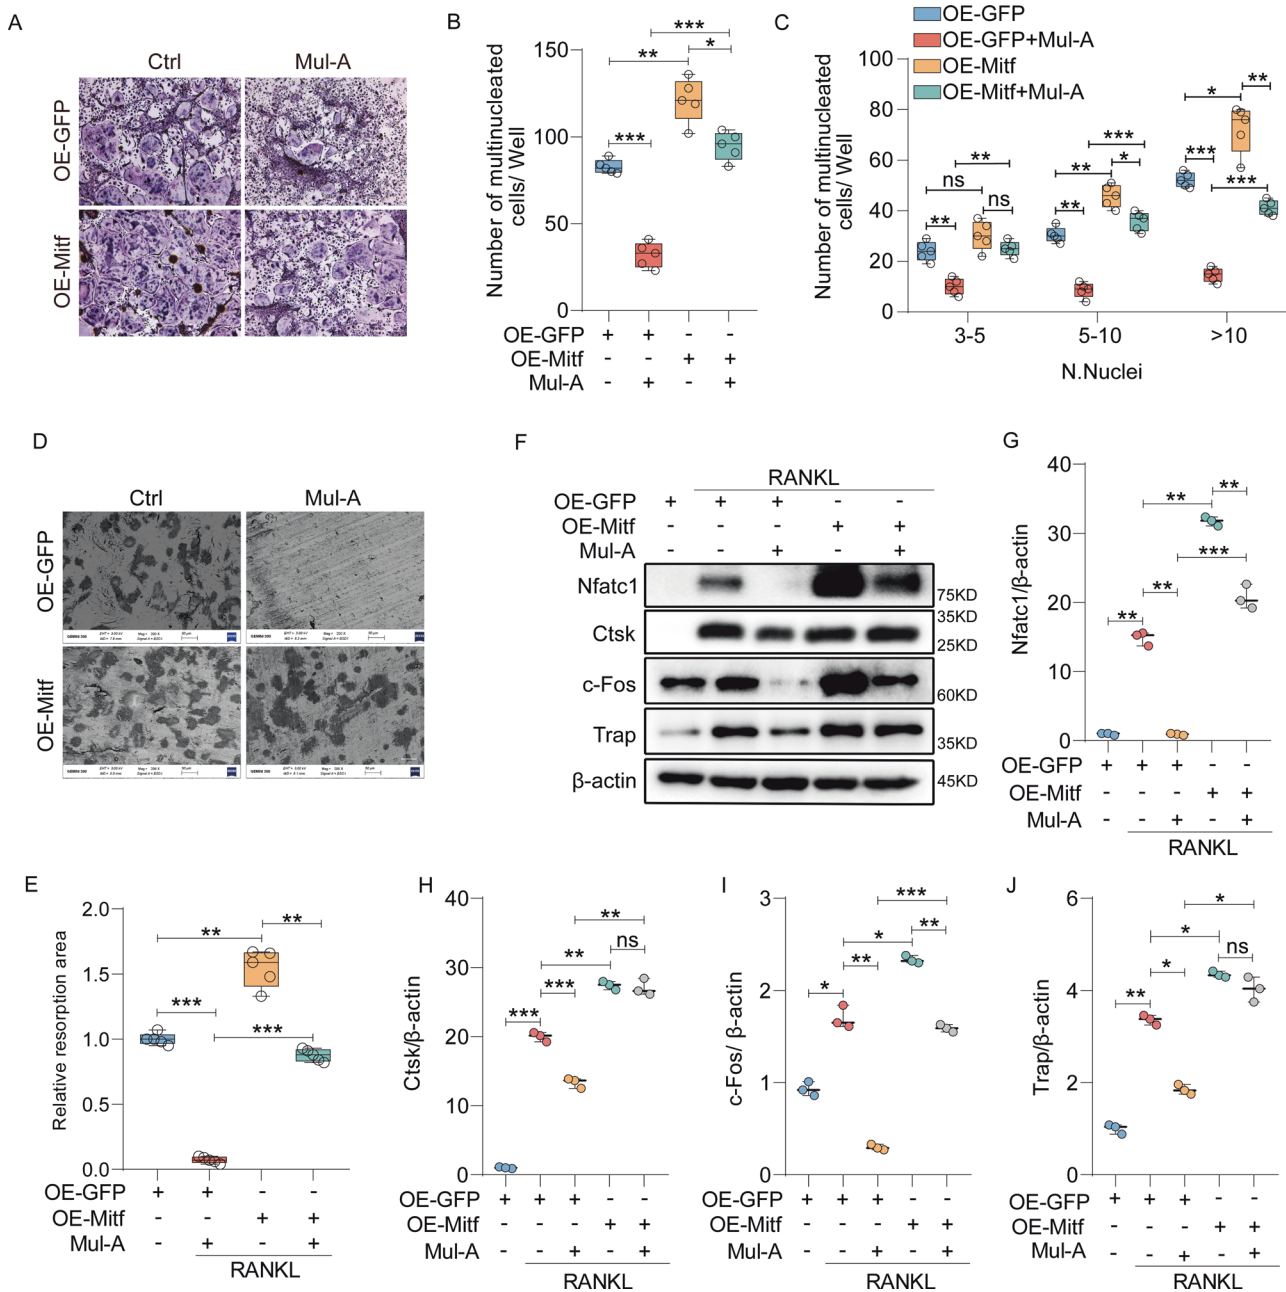 A
Ctrl
Mul-A
OE-GFP
OE-Mitf
B
Number of multinucleated
cells/ Well
150
100
50
0
***
**
*
***
OE-GFP + + - -
OE-Mitf - - + +
Mul-A - + - +
C
OE-GFP
OE-GFP+Mul-A
OE-Mitf
OE-Mitf+Mul-A
Number of multinucleated
cells/ Well
100
80
60
40
20
0
**
ns
ns
**
***
**
*
**
*
**
***
***
3-5 5-10 >10
N.Nuclei
D
Ctrl
Mul-A
OE-GFP
OE-Mitf
E
Relative resorption area
2.0
1.5
1.0
0.5
0.0
**
**
***
***
OE-GFP + + - -
OE-Mitf - - + +
Mul-A - + - +
RANKL
F
RANKL
OE-GFP + + + - -
OE-Mitf - - - + +
Mul-A - - + - +
Nfatc1
75KD
35KD
Ctsk
25KD
c-Fos
60KD
Trap
35KD
β-actin
45KD
G
Nfatc1/β-actin
40
30
20
10
0
**
**
***
**
**
OE-GFP + + + - -
OE-Mitf - - - + +
Mul-A - - + - +
RANKL
H
Ctsk/β-actin
40
30
20
10
0
**
ns
**
***
***
OE-GFP + + + - -
OE-Mitf - - - + +
Mul-A - - + - +
RANKL
I
c-Fos/ β-actin
3
2
1
0
***
**
*
**
*
OE-GFP + + + - -
OE-Mitf - - - + +
Mul-A - - + - +
RANKL
J
Trap/β-actin
6
4
2
0
*
*
ns
*
**
OE-GFP + + + - -
OE-Mitf - - - + +
Mul-A - - + - +
RANKL